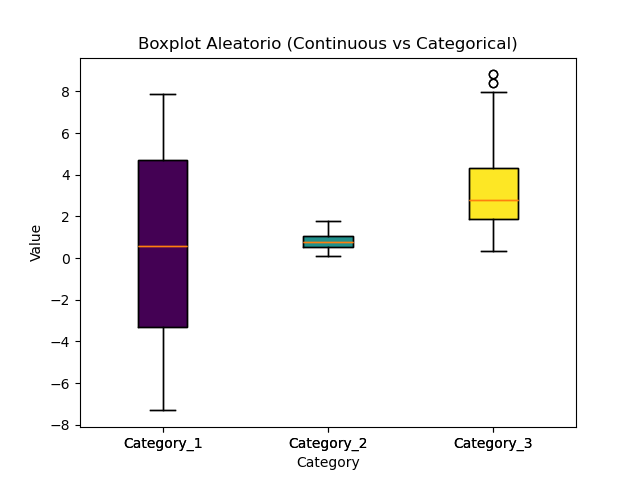 Boxplot Aleatorio (Continuous vs Categorical)
Value
8
6
4
2
0
−2
−4
−6
−8
Category_1 Category_2 Category_3
Category